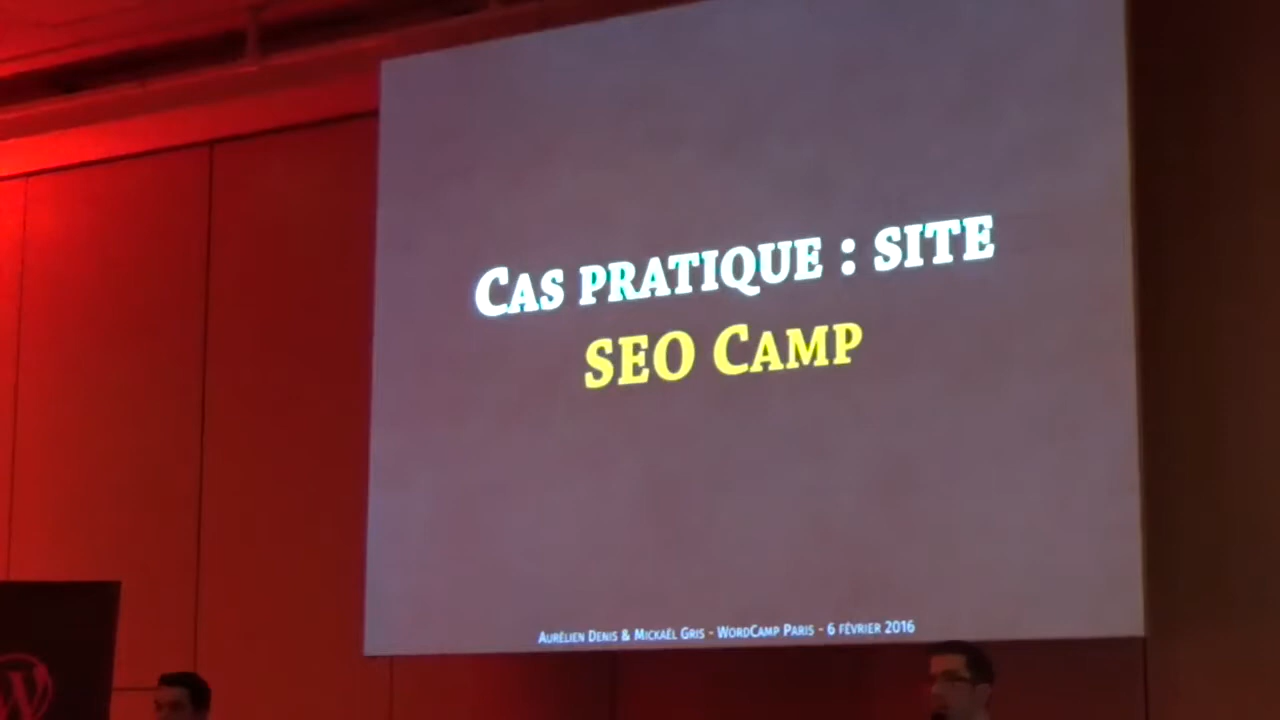 Cas pratique : site
SEO Camp
Aurélien Denis & Mickaël Gris - WordCamp Paris - 6 février 2016
W